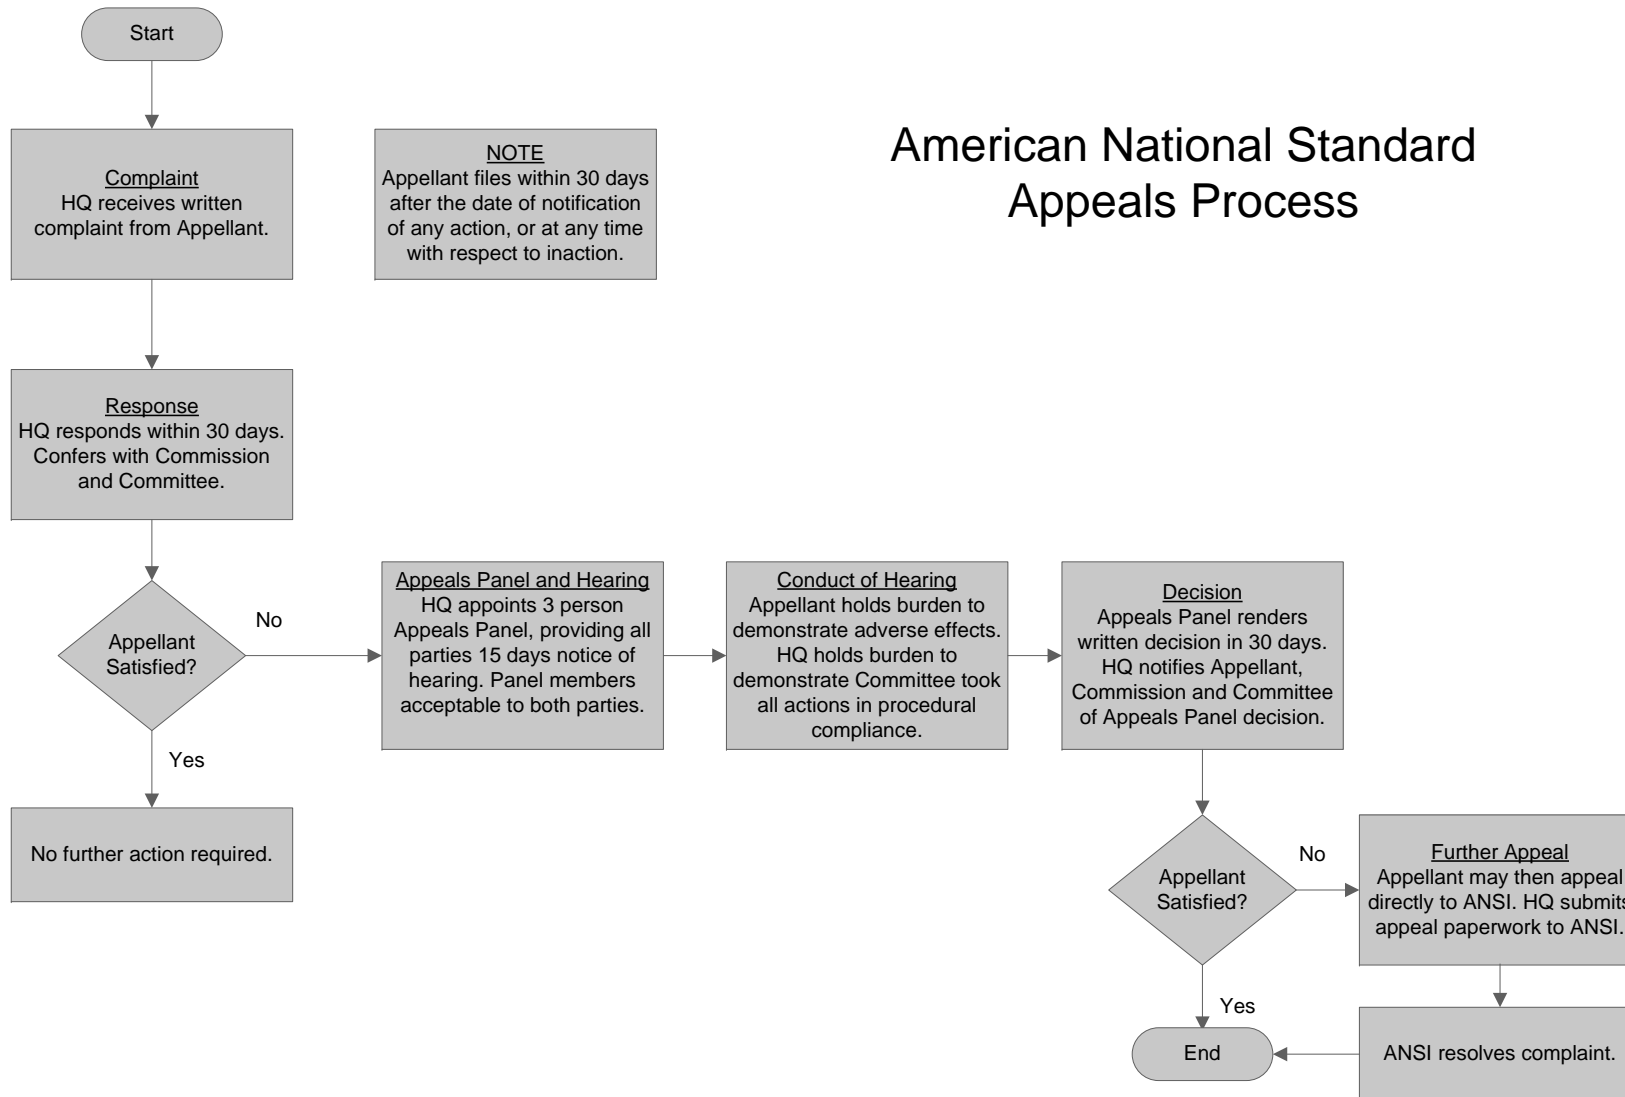 Start
American National Standard
Appeals Process
Complaint
HQ receives written
complaint from Appellant.
NOTE
Appellant files within 30 days
after the date of notification
of any action, or at any time
with respect to inaction.
Response
HQ responds within 30 days.
Confers with Commission
and Committee.
Appellant
Satisfied?
No
Yes
No further action required.
Appeals Panel and Hearing
HQ appoints 3 person
Appeals Panel, providing all
parties 15 days notice of
hearing. Panel members
acceptable to both parties.
Conduct of Hearing
Appellant holds burden to
demonstrate adverse effects.
HQ holds burden to
demonstrate Committee took
all actions in procedural
compliance.
Decision
Appeals Panel renders
written decision in 30 days.
HQ notifies Appellant,
Commission and Committee
of Appeals Panel decision.
Appellant
Satisfied?
No
Yes
Further Appeal
Appellant may then appeal
directly to ANSI. HQ submits
appeal paperwork to ANSI.
ANSI resolves complaint.
End